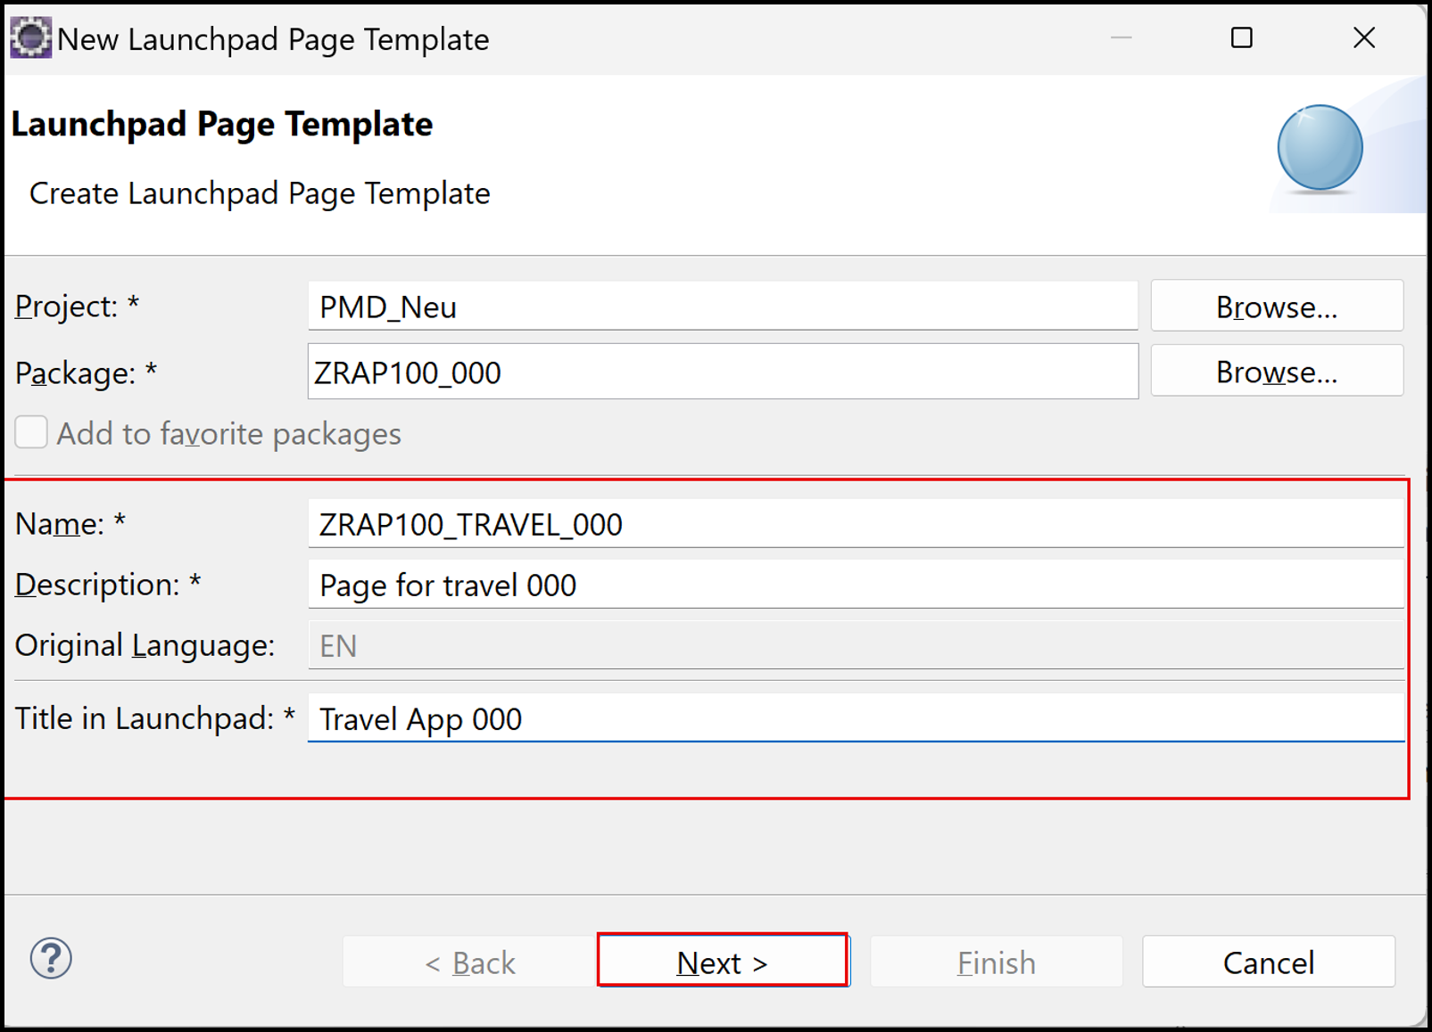 New Launchpad Page Template
Launchpad Page Template
Create Launchpad Page Template
Project: * PMD_Neu Browse...
Package: * ZRAP100_000 Browse...
Add to favorite packages
Name: * ZRAP100_TRAVEL_000
Description: * Page for travel 000
Original Language: EN
Title in Launchpad: * Travel App 000
? < Back Next > Finish Cancel